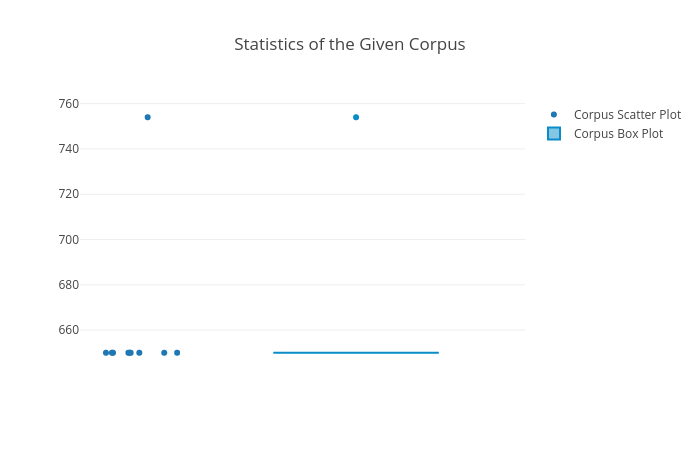 Statistics of the Given Corpus
760
740
720
700
680
660
Corpus Scatter Plot
Corpus Box Plot